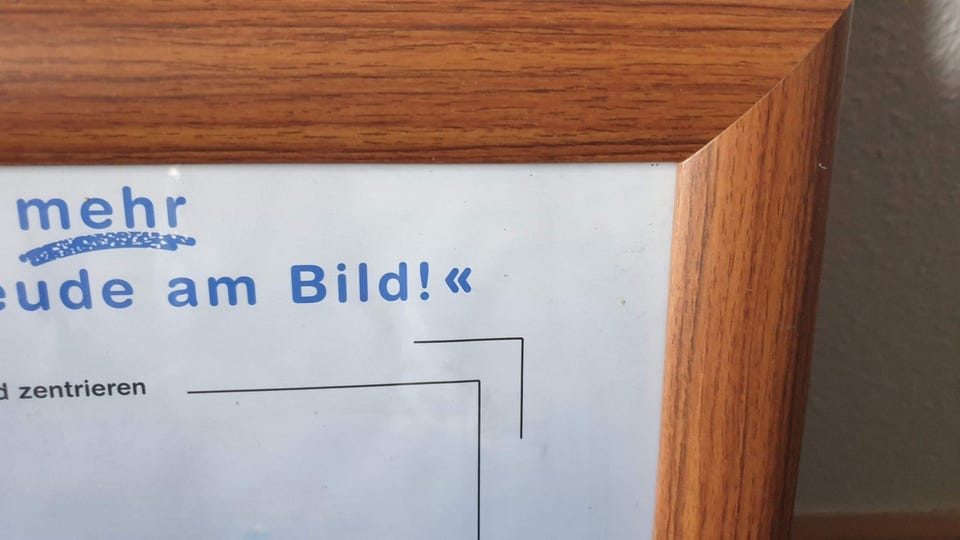 mehr
eude am Bild!«
d zentrieren